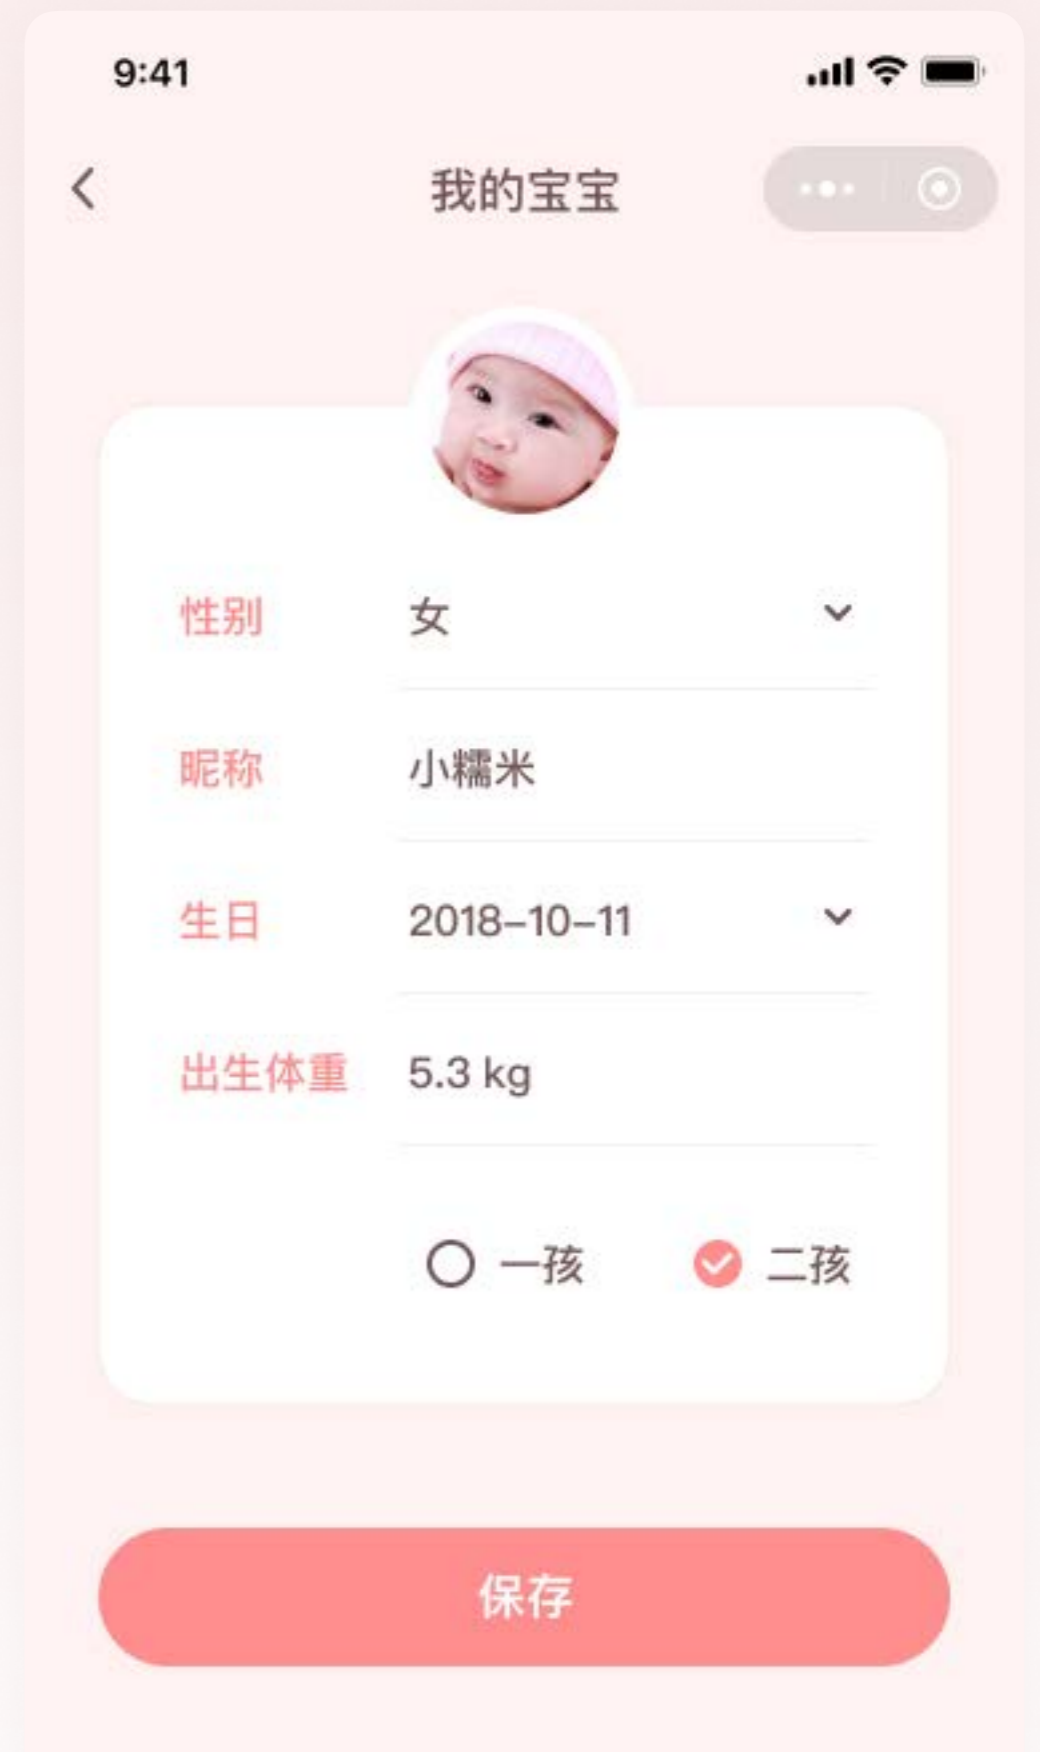 9:41
我的宝宝
性别 女
昵称 小糯米
生日 2018-10-11
出生体重 5.3 kg
一孩 二孩
保存